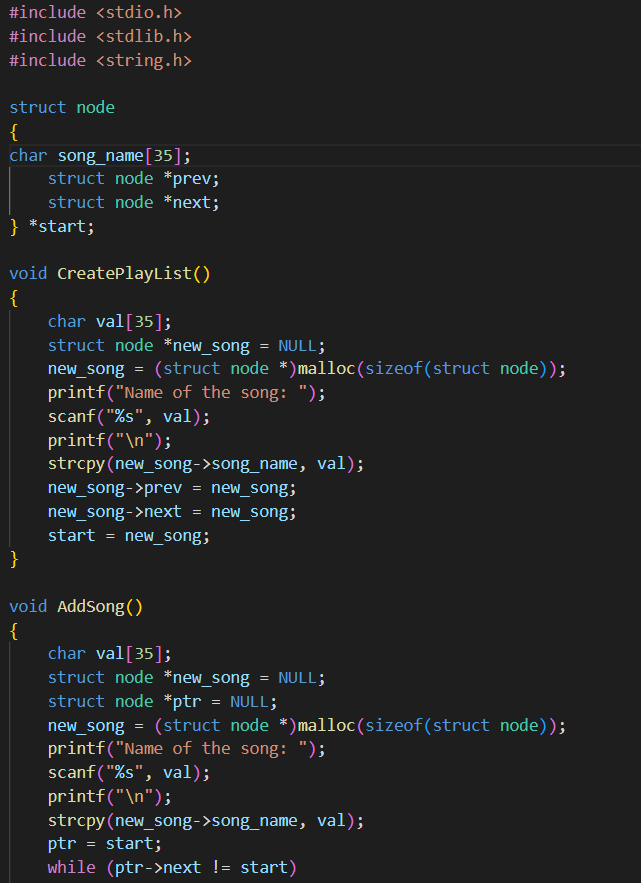 #include <stdio.h>
#include <stdlib.h>
#include <string.h>

struct node
{
char song_name[35];
    struct node *prev;
    struct node *next;
} *start;

void CreatePlayList()
{
    char val[35];
    struct node *new_song = NULL;
    new_song = (struct node *)malloc(sizeof(struct node));
    printf("Name of the song: ");
    scanf("%s", val);
    printf("\n");
    strcpy(new_song->song_name, val);
    new_song->prev = new_song;
    new_song->next = new_song;
    start = new_song;
}

void AddSong()
{
    char val[35];
    struct node *new_song = NULL;
    struct node *ptr = NULL;
    new_song = (struct node *)malloc(sizeof(struct node));
    printf("Name of the song: ");
    scanf("%s", val);
    printf("\n");
    strcpy(new_song->song_name, val);
    ptr = start;
    while (ptr->next != start)